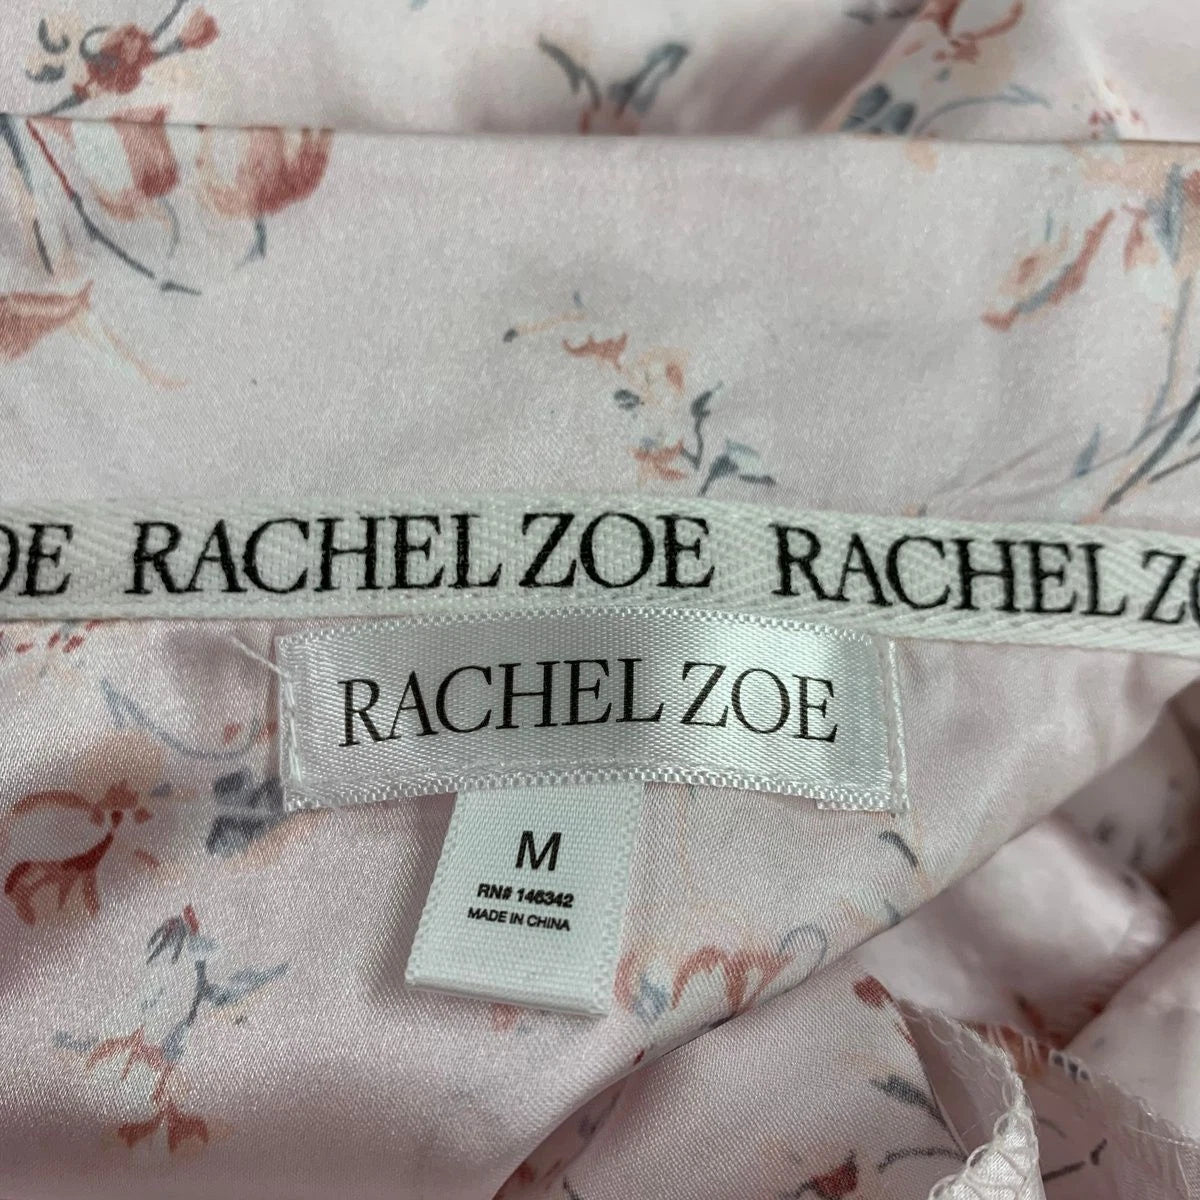 OE RACHEL ZOE RACHEL ZO
RACHEL ZOE
M
RN# 146342
MADE IN CHINA